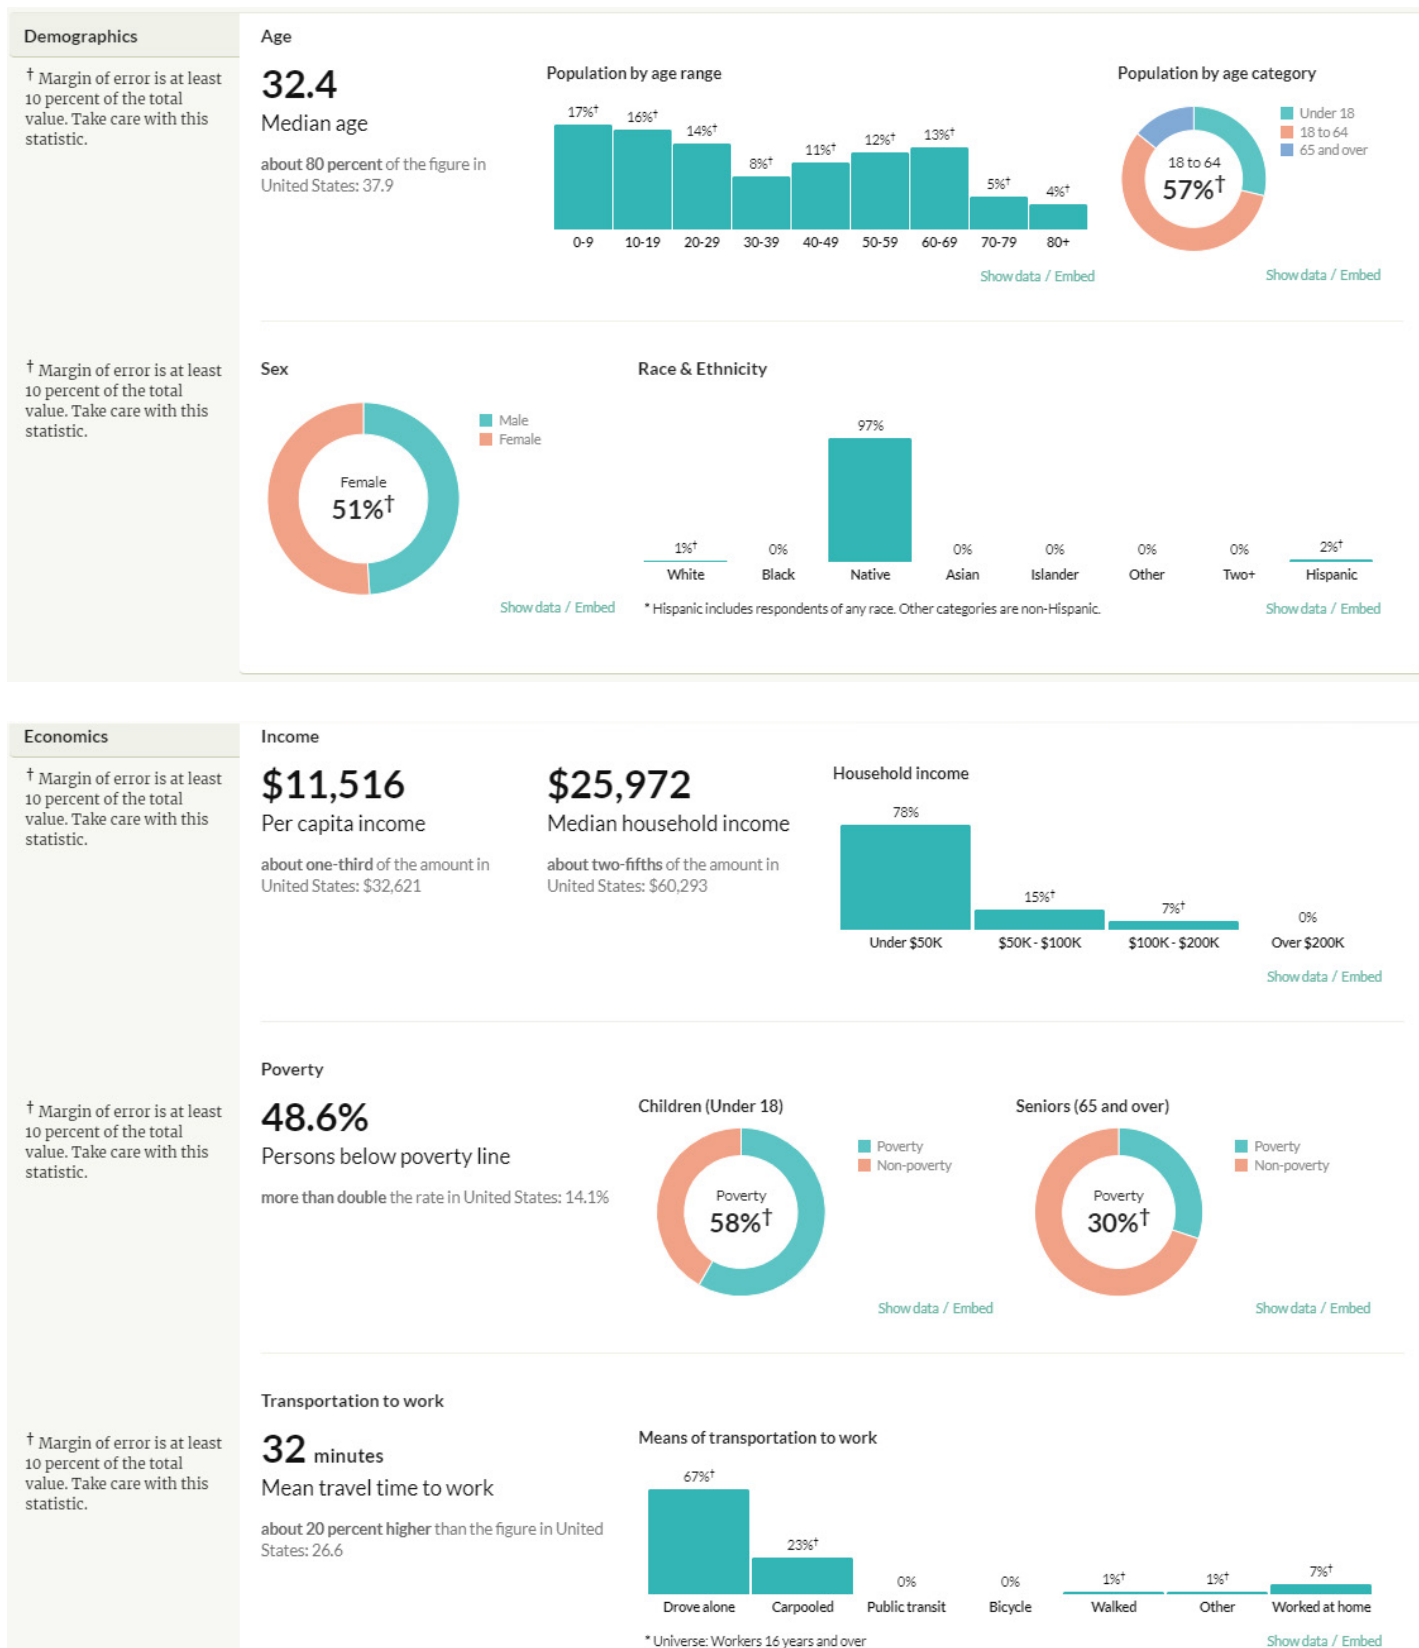 Demographics
† Margin of error is at least
10 percent of the total
value. Take care with this
statistic.
Age
32.4
Median age
about 80 percent of the figure in
United States: 37.9
Population by age range
17%† 16%† 14%† 8%† 11%† 12%† 13%† 5%† 4%†
0-9 10-19 20-29 30-39 40-49 50-59 60-69 70-79 80+
Show data / Embed
Population by age category
Under 18
18 to 64
65 and over
18 to 64
57%†
Show data / Embed
† Margin of error is at least
10 percent of the total
value. Take care with this
statistic.
Sex
Male
Female
Female
51%†
Show data / Embed
Race & Ethnicity
1%† 0% 97% 0% 0% 0% 0% 2%†
White Black Native Asian Islander Other Two+ Hispanic
* Hispanic includes respondents of any race. Other categories are non-Hispanic.
Show data / Embed
Economics
† Margin of error is at least
10 percent of the total
value. Take care with this
statistic.
Income
$11,516
Per capita income
about one-third of the amount in
United States: $32,621
$25,972
Median household income
about two-fifths of the amount in
United States: $60,293
Household income
78% 15%† 7%† 0%
Under $50K $50K - $100K $100K - $200K Over $200K
Show data / Embed
† Margin of error is at least
10 percent of the total
value. Take care with this
statistic.
Poverty
48.6%
Persons below poverty line
more than double the rate in United States: 14.1%
Children (Under 18)
Poverty
Non-poverty
Poverty
58%†
Show data / Embed
Seniors (65 and over)
Poverty
Non-poverty
Poverty
30%†
Show data / Embed
† Margin of error is at least
10 percent of the total
value. Take care with this
statistic.
Transportation to work
32 minutes
Mean travel time to work
about 20 percent higher than the figure in United
States: 26.6
Means of transportation to work
67%† 23%† 0% 0% 1%† 1%† 7%†
Drove alone Carpooled Public transit Bicycle Walked Other Worked at home
* Universe: Workers 16 years and over
Show data / Embed